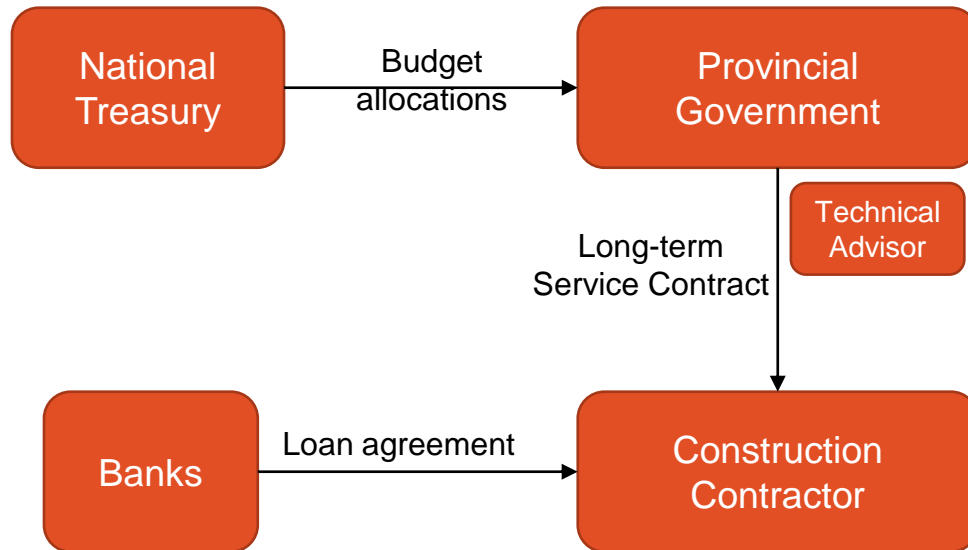 National
Treasury
Budget
allocations
Provincial
Government
Technical
Advisor
Long-term
Service Contract
Banks
Loan agreement
Construction
Contractor